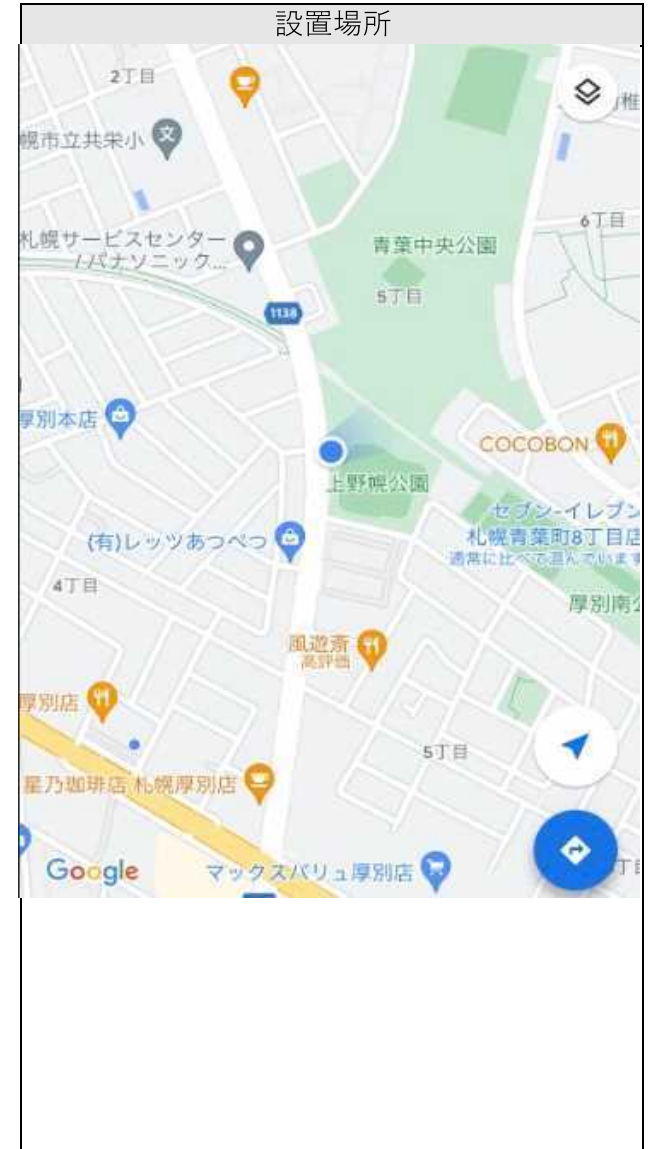 設置場所
2丁目
幌市立共栄小
文
6丁目
札幌サービスセンター
/パナソニック...
青葉中央公園
5丁目
1138
厚別本店
COCOBON
上野幌公園
セブン-イレブン
札幌青葉町8丁目店
通常に比べて混んでいます
(有)レッツあつべつ
4丁目
厚別南公
風遊斎
高評価
厚別店
5丁目
星乃珈琲店 札幌厚別店
Google
マックスバリュ厚別店